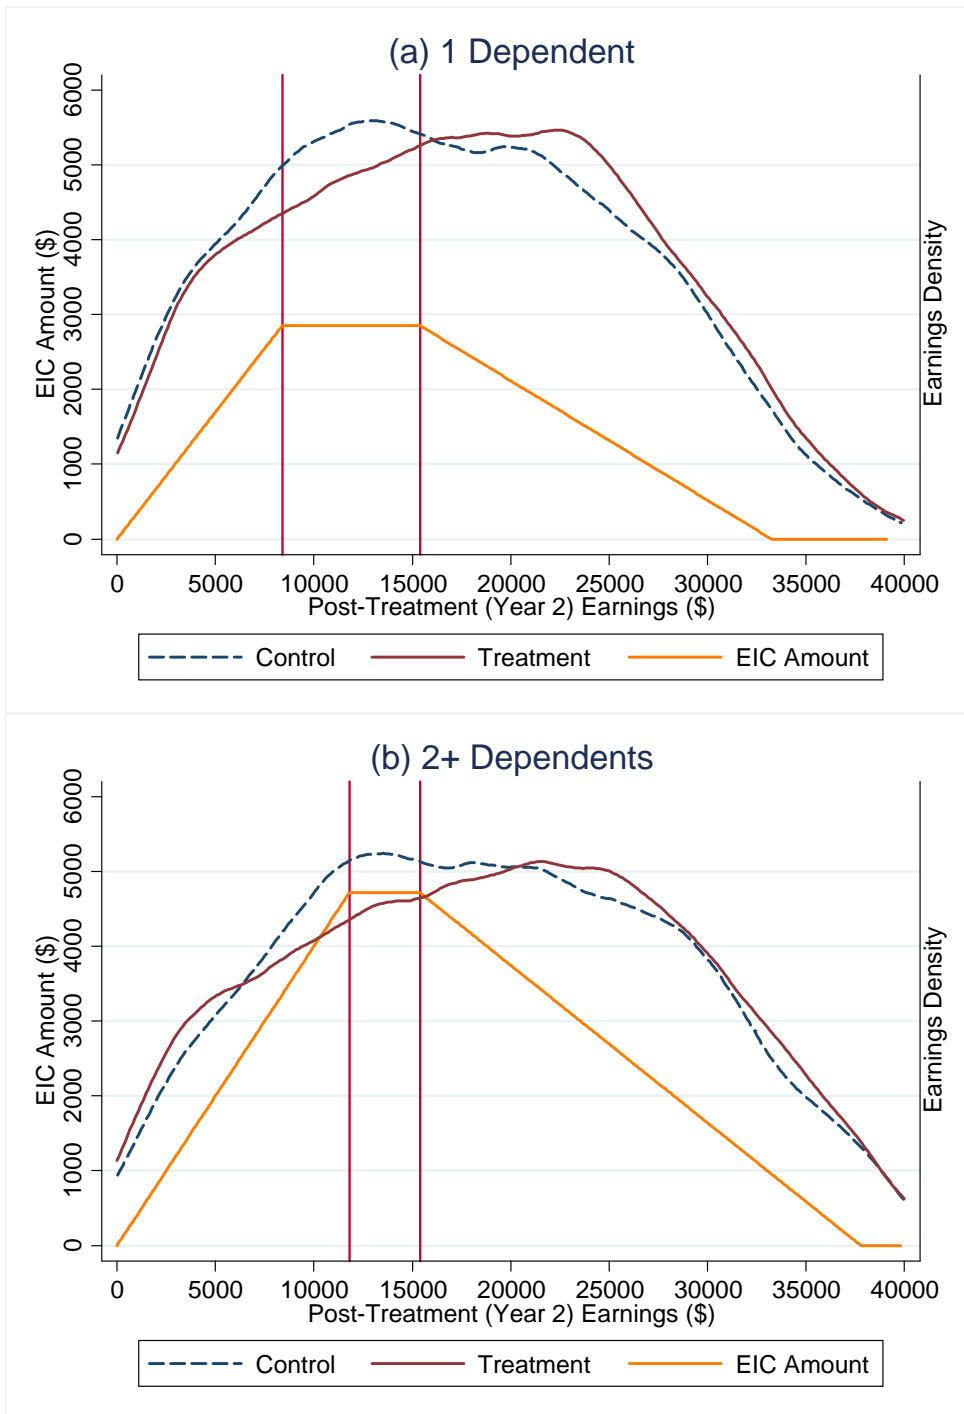 (a) 1 Dependent
EIC Amount ($)
6000
5000
4000
3000
2000
1000
0
Earnings Density
0 5000 10000 15000 20000 25000 30000 35000 40000
Post-Treatment (Year 2) Earnings ($)
Control Treatment EIC Amount
(b) 2+ Dependents
EIC Amount ($)
6000
5000
4000
3000
2000
1000
0
Earnings Density
0 5000 10000 15000 20000 25000 30000 35000 40000
Post-Treatment (Year 2) Earnings ($)
Control Treatment EIC Amount